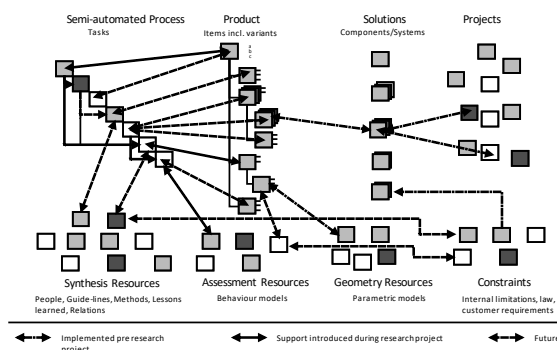 Semi-automated Process
Tasks
Product
Items incl. variants
Solutions
Components/Systems
Projects
a
b
c
Synthesis Resources
People, Guide-lines, Methods, Lessons
learned, Relations
Assessment Resources
Behaviour models
Geometry Resources
Parametric models
Constraints
Internal limitations, law,
customer requirements
Implemented pre research
project
Support introduced during research project
Future